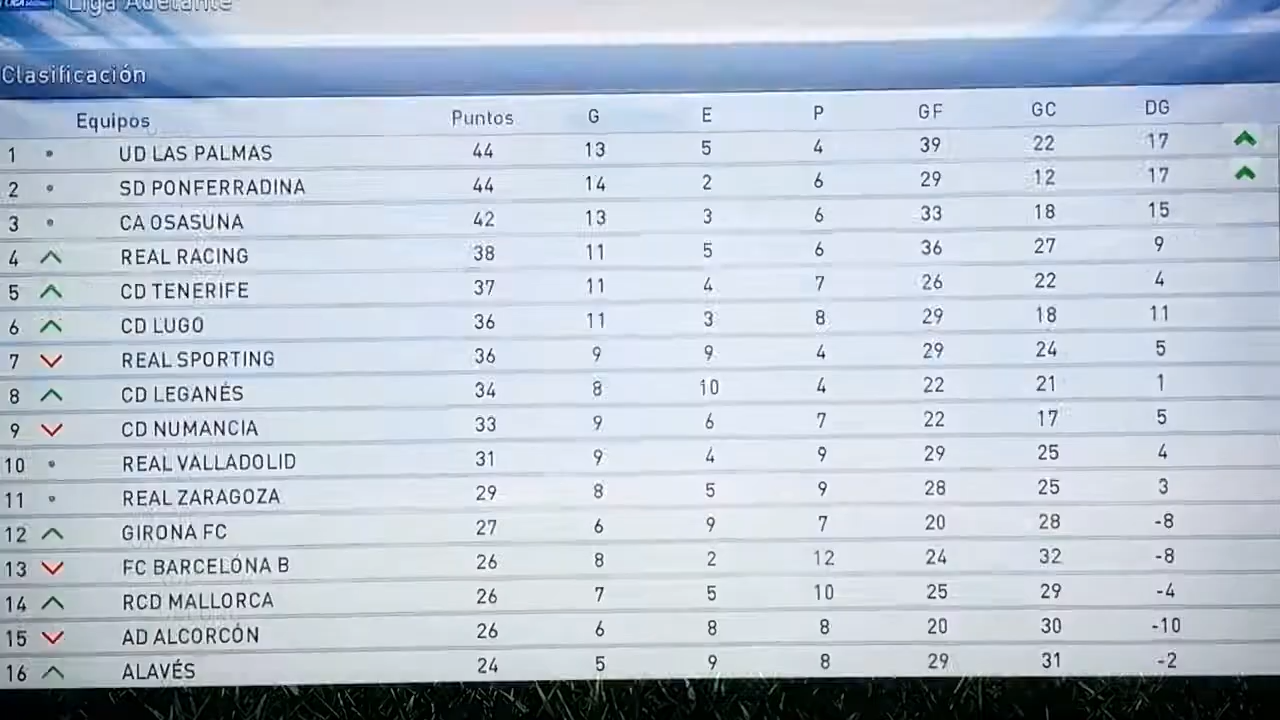 Liga Adelante
Clasificación
Equipos Puntos G E P GF GC DG
1 UD LAS PALMAS 44 13 5 4 39 22 17
2 SD PONFERRADINA 44 14 2 6 29 12 17
3 CA OSASUNA 42 13 3 6 33 18 15
4 REAL RACING 38 11 5 6 36 27 9
5 CD TENERIFE 37 11 4 7 26 22 4
6 CD LUGO 36 11 3 8 29 18 11
7 REAL SPORTING 36 9 9 4 29 24 5
8 CD LEGANÉS 34 8 10 4 22 21 1
9 CD NUMANCIA 33 9 6 7 22 17 5
10 REAL VALLADOLID 31 9 4 9 29 25 4
11 REAL ZARAGOZA 29 8 5 9 28 25 3
12 GIRONA FC 27 6 9 7 20 28 -8
13 FC BARCELÓNA B 26 8 2 12 24 32 -8
14 RCD MALLORCA 26 7 5 10 25 29 -4
15 AD ALCORCÓN 26 6 8 8 20 30 -10
16 ALAVÉS 24 5 9 8 29 31 -2